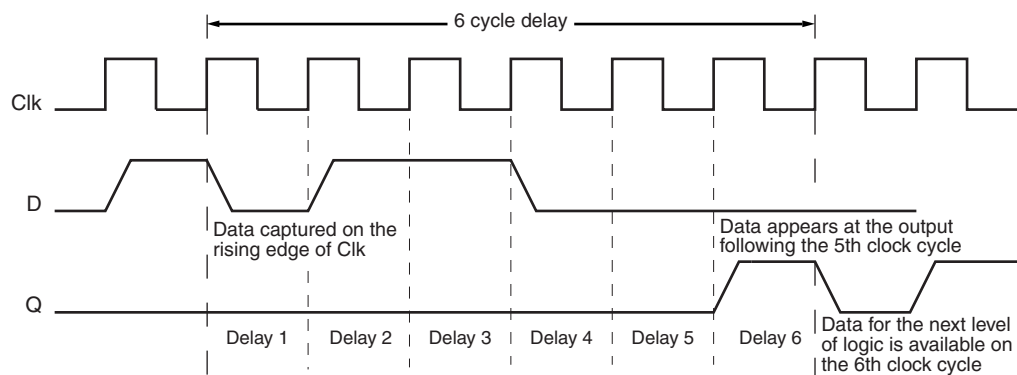 6 cycle delay
Clk
D
Data captured on the
rising edge of Clk
Data appears at the output
following the 5th clock cycle
Q
Delay 1
Delay 2
Delay 3
Delay 4
Delay 5
Delay 6
Data for the next level
of logic is available on
the 6th clock cycle